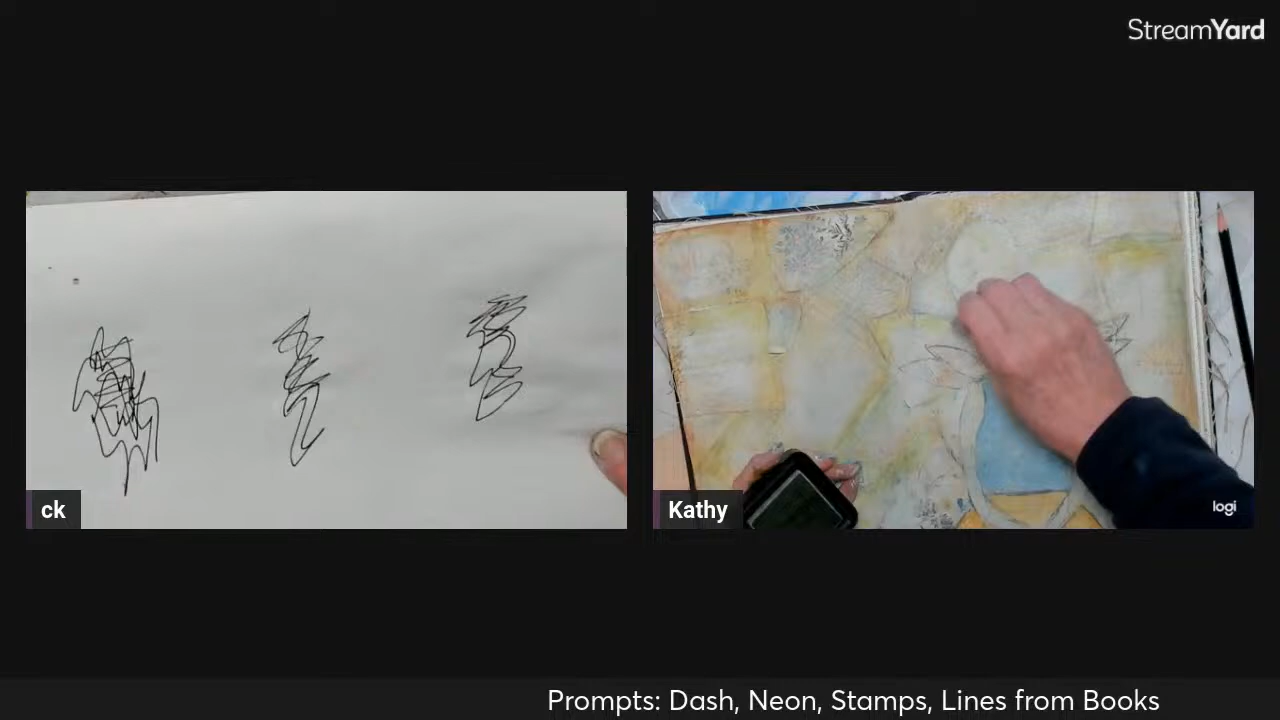 StreamYard
ck
Kathy
logi
Prompts: Dash, Neon, Stamps, Lines from Books